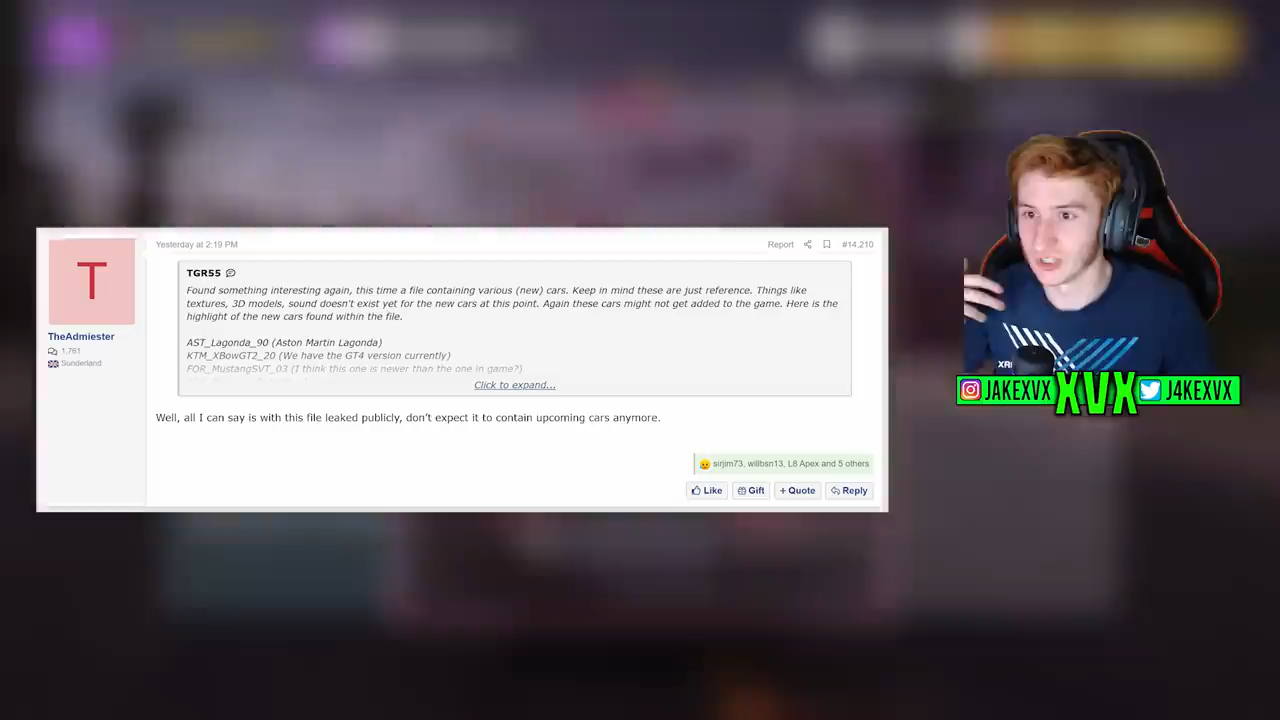 T
Yesterday at 2:19 PM
Report
#14,210
TGR55
Found something interesting again, this time a file containing various (new) cars. Keep in mind these are just reference. Things like
textures, 3D models, sound doesn't exist yet for the new cars at this point. Again these cars might not get added to the game. Here is the
highlight of the new cars found within the file.
AST_Lagonda_90 (Aston Martin Lagonda)
KTM_XBowGT2_20 (We have the GT4 version currently)
FOR_MustangSVT_03 (I think this one is newer than the one in game?)
Click to expand...
TheAdmiester
1,761
Sunderland
Well, all I can say is with this file leaked publicly, don't expect it to contain upcoming cars anymore.
sirjim73, willbsn13, L8 Apex and 5 others
Like
Gift
+ Quote
Reply
JAKEXVX
XVX
J4KEXVX